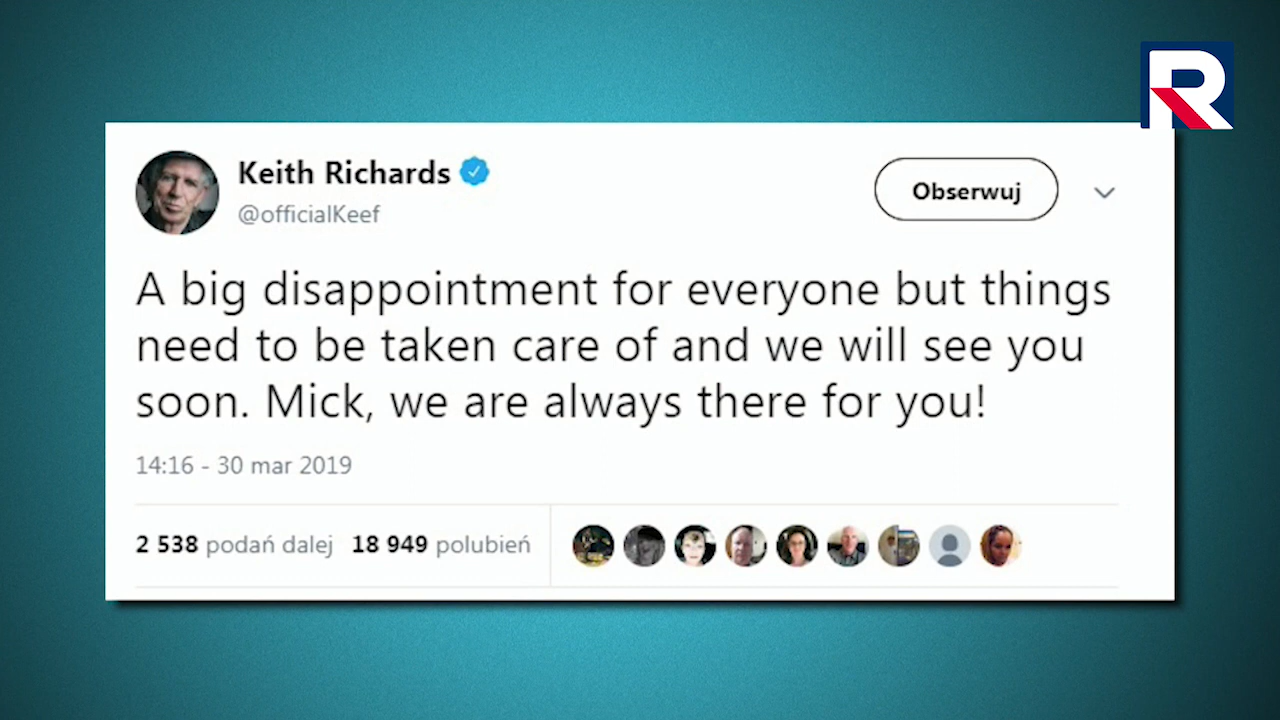 R
Keith Richards
@officialKeef
Obserwuj
A big disappointment for everyone but things
need to be taken care of and we will see you
soon. Mick, we are always there for you!
14:16 - 30 mar 2019
2 538 podań dalej 18 949 polubień